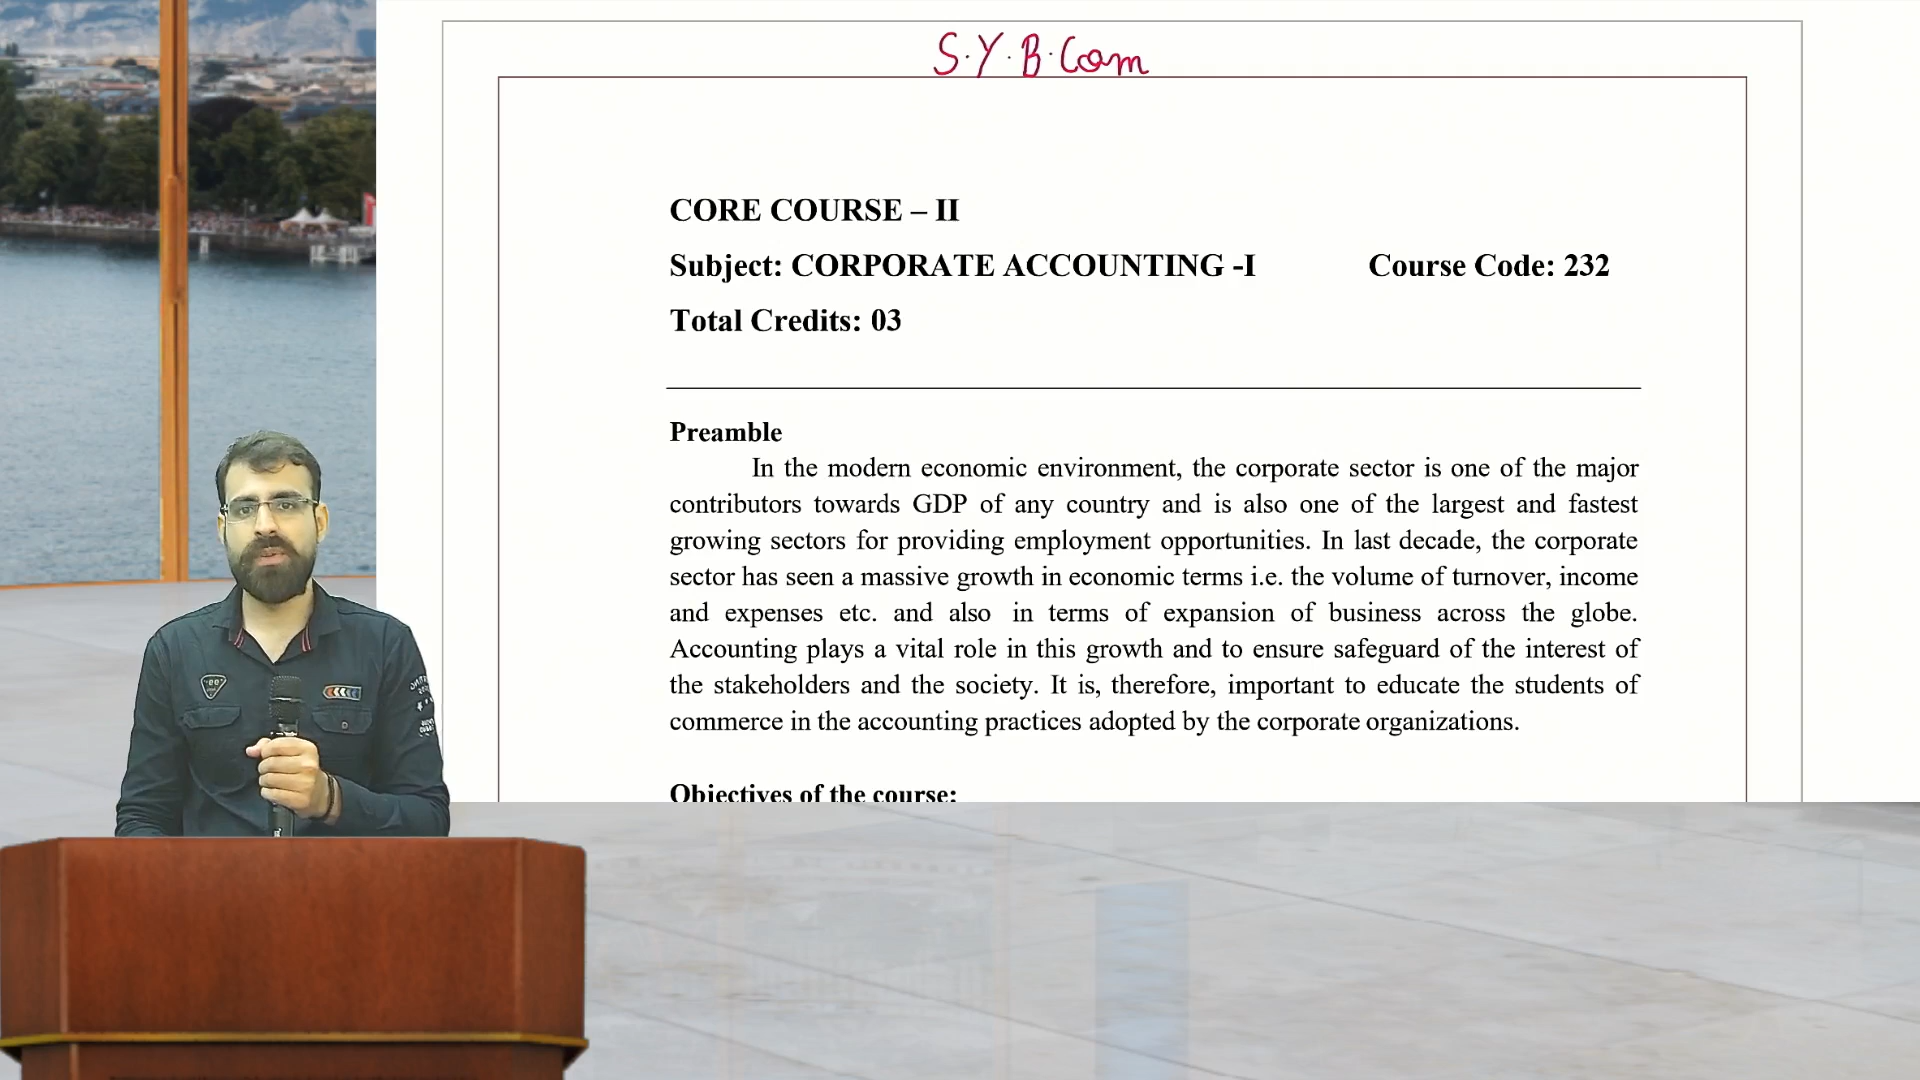 S.Y.B.Com
CORE COURSE – II
Subject: CORPORATE ACCOUNTING -I Course Code: 232
Total Credits: 03
Preamble
In the modern economic environment, the corporate sector is one of the major
contributors towards GDP of any country and is also one of the largest and fastest
growing sectors for providing employment opportunities. In last decade, the corporate
sector has seen a massive growth in economic terms i.e. the volume of turnover, income
and expenses etc. and also in terms of expansion of business across the globe.
Accounting plays a vital role in this growth and to ensure safeguard of the interest of
the stakeholders and the society. It is, therefore, important to educate the students of
commerce in the accounting practices adopted by the corporate organizations.
Objectives of the course: